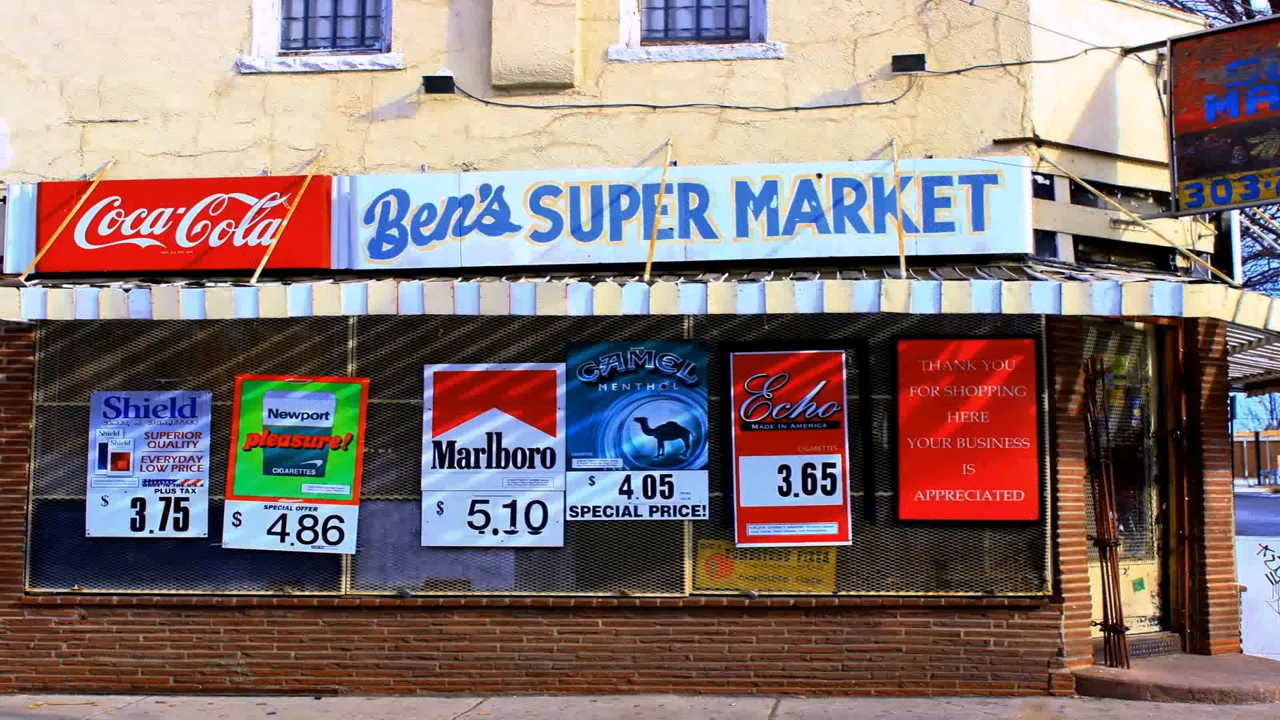 Coca-Cola
Ben's SUPER MARKET
303
Shield
Shield
Shield
SUPERIOR
QUALITY
EVERYDAY
LOW PRICE
PLUS TAX
$ 3.75
Newport
pleasure!
CIGARETTES
SPECIAL OFFER
$ 4.86
Marlboro
$ 5.10
CAMEL
MENTHOL
$ 4.05
SPECIAL PRICE!
Echo
MADE IN AMERICA
CIGARETTES
3.65
THANK YOU
FOR SHOPPING
HERE
YOUR BUSINESS
IS
APPRECIATED